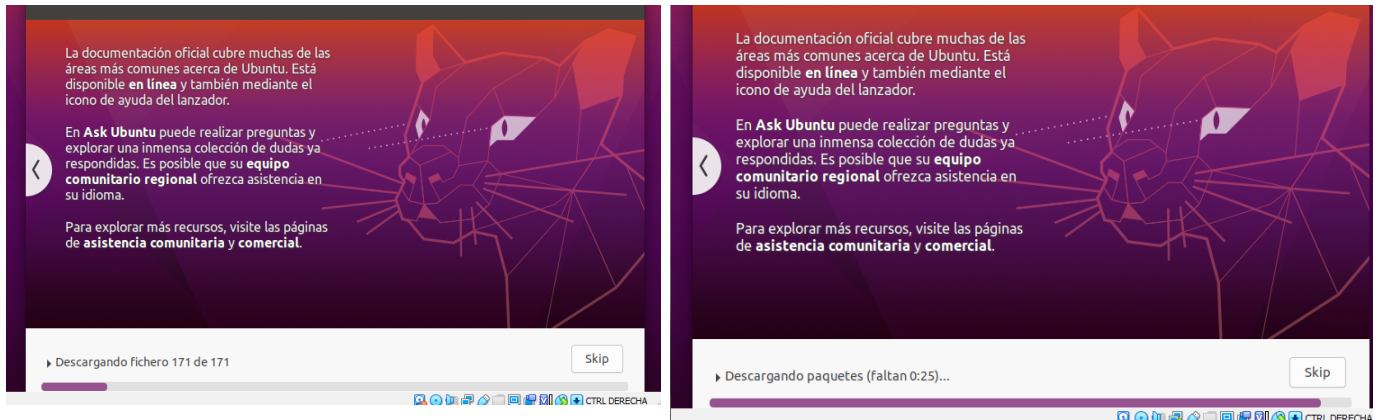 La documentación oficial cubre muchas de las
áreas más comunes acerca de Ubuntu. Está
disponible en línea y también mediante el
icono de ayuda del lanzador.
En Ask Ubuntu puede realizar preguntas y
explorar una inmensa colección de dudas ya
respondidas. Es posible que su equipo
comunitario regional ofrezca asistencia en
su idioma.
Para explorar más recursos, visite las páginas
de asistencia comunitaria y comercial.
Descargando fichero 171 de 171
Skip
CTRL DERECHA
La documentación oficial cubre muchas de las
áreas más comunes acerca de Ubuntu. Está
disponible en línea y también mediante el
icono de ayuda del lanzador.
En Ask Ubuntu puede realizar preguntas y
explorar una inmensa colección de dudas ya
respondidas. Es posible que su equipo
comunitario regional ofrezca asistencia en
su idioma.
Para explorar más recursos, visite las páginas
de asistencia comunitaria y comercial.
Descargando paquetes (faltan 0:25)...
Skip
CTRL DERECHA